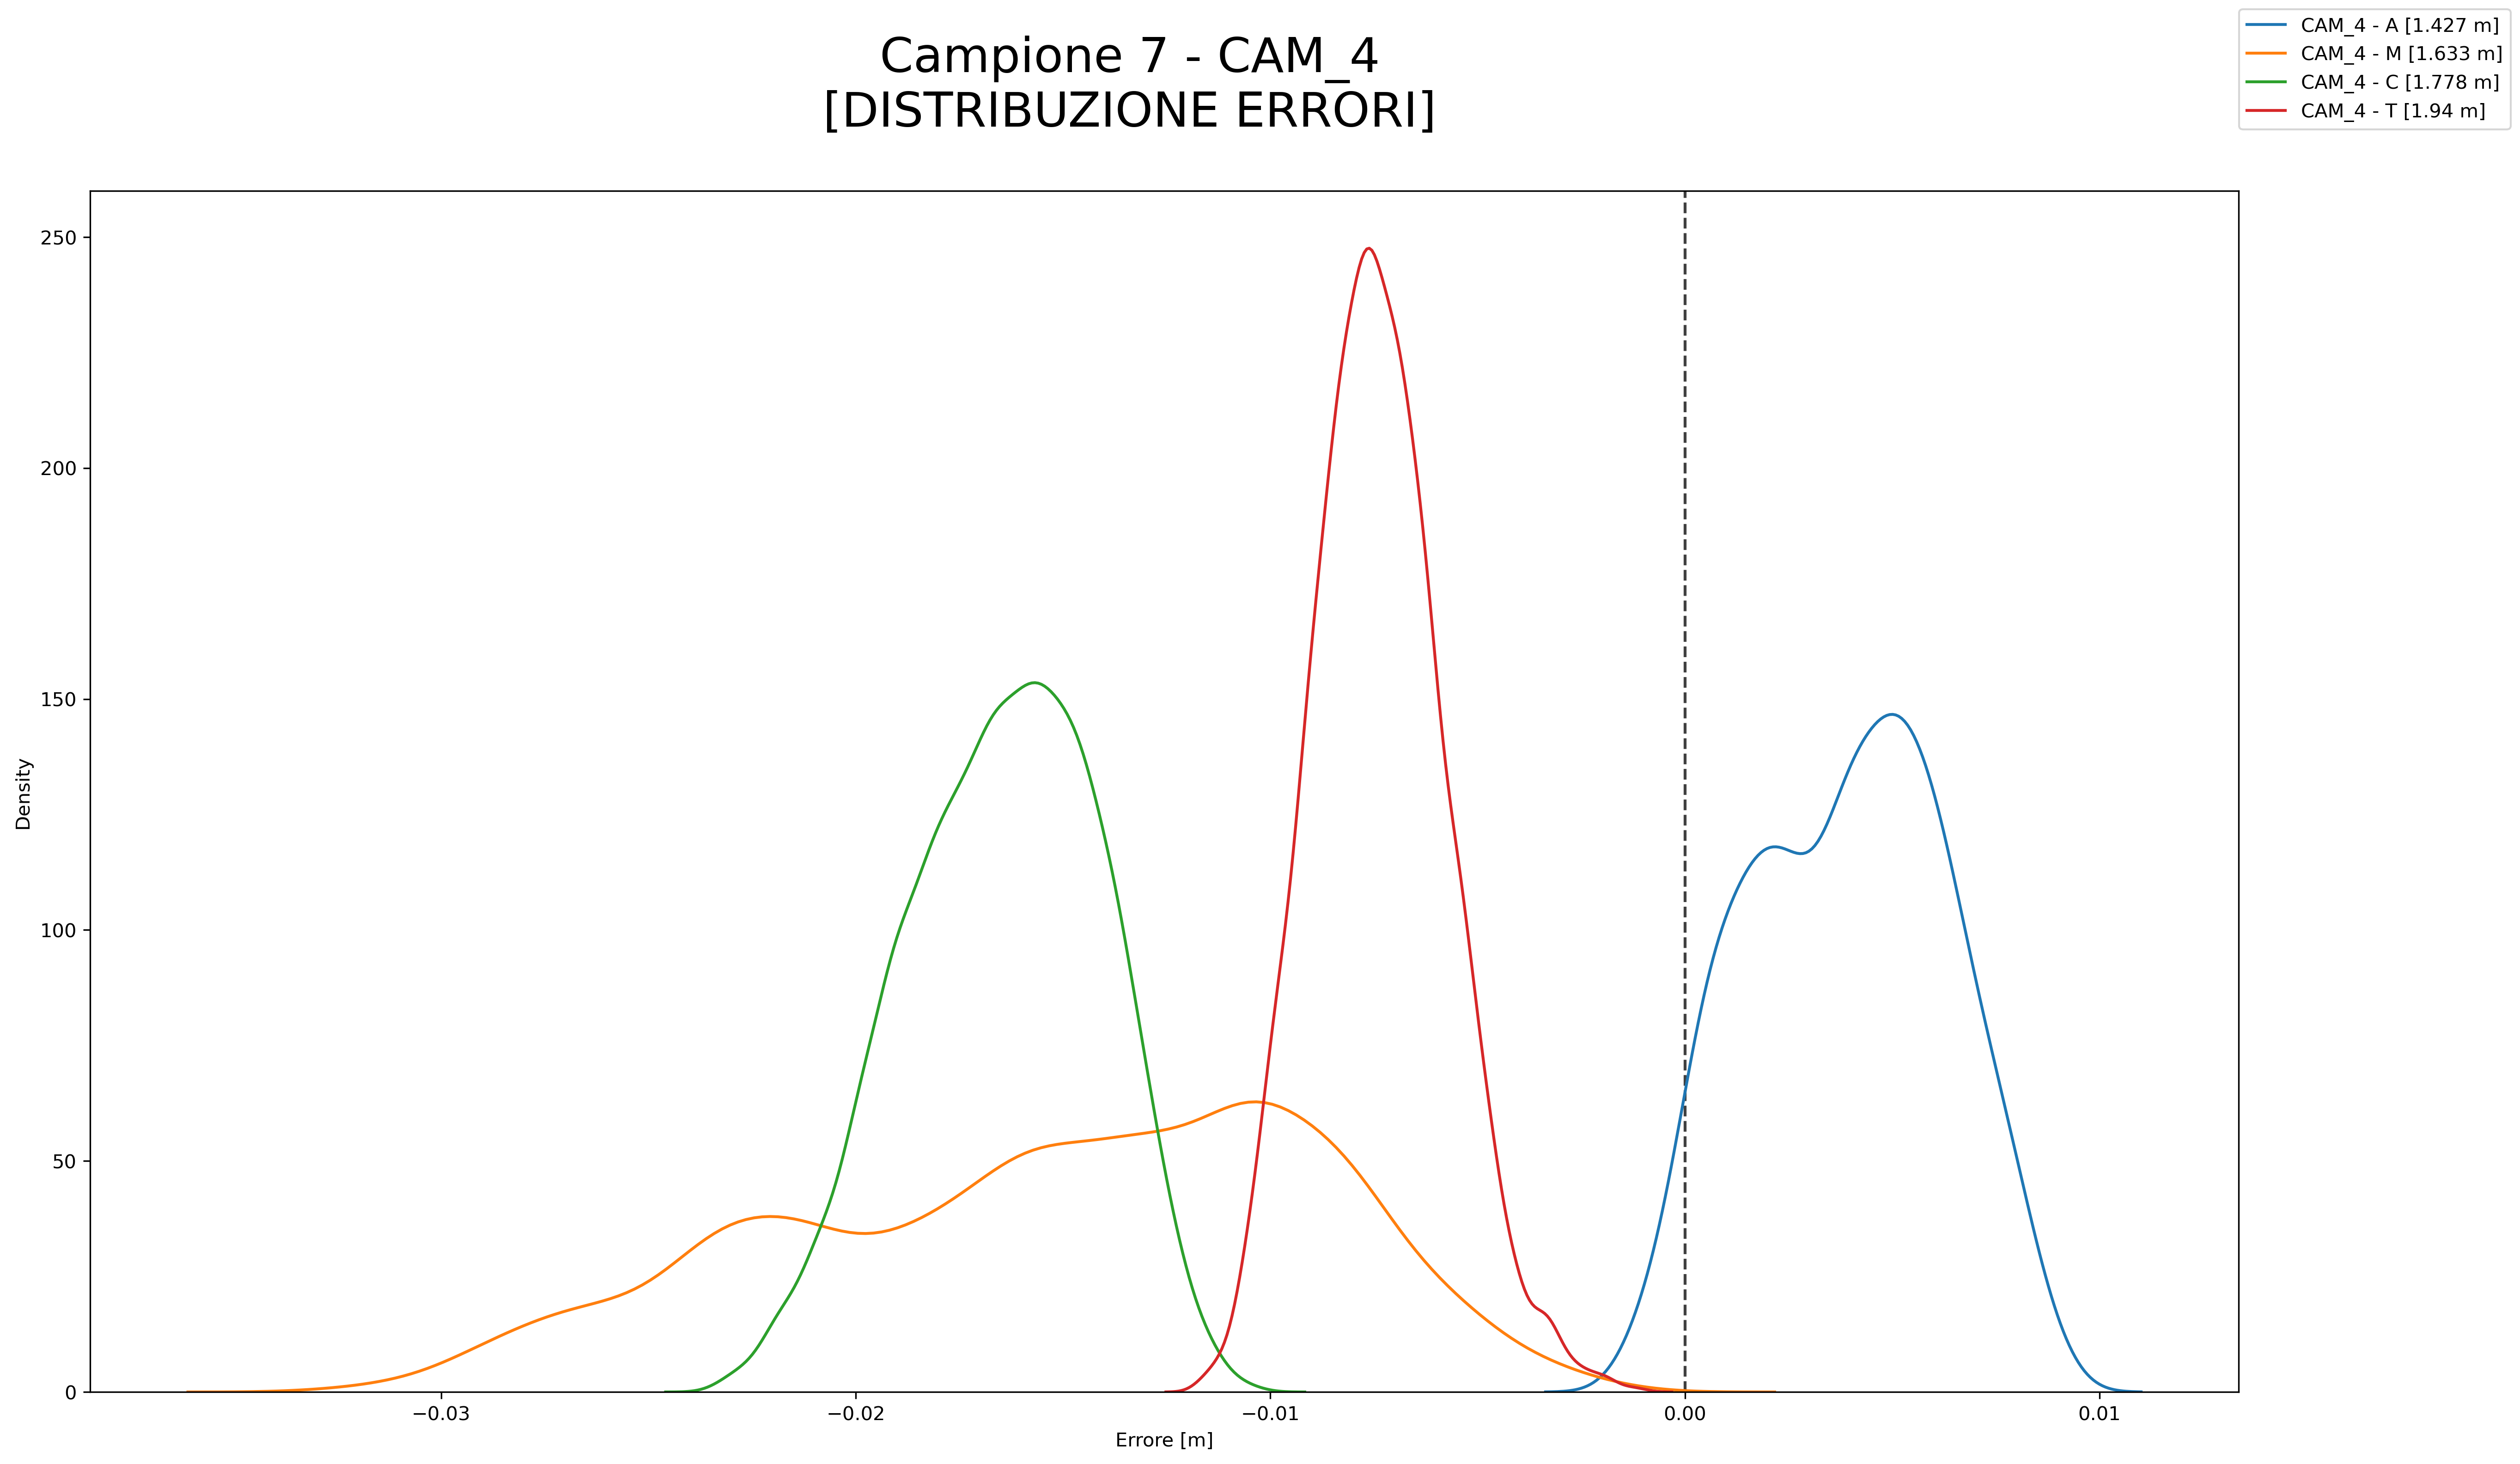 Campione 7 - CAM_4
[DISTRIBUZIONE ERRORI]
CAM_4 - A [1.427 m]
CAM_4 - M [1.633 m]
CAM_4 - C [1.778 m]
CAM_4 - T [1.94 m]
250
200
150
100
50
0
Density
−0.03
−0.02
−0.01
0.00
0.01
Errore [m]